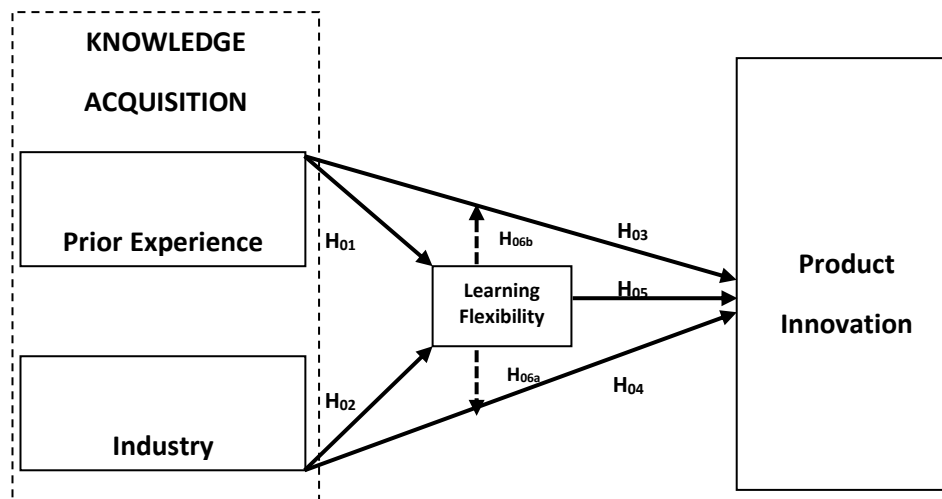 KNOWLEDGE
ACQUISITION
Prior Experience
H01
H06b
H03
Learning
Flexibility
H05
Product
Innovation
H06a
H02
H04
Industry